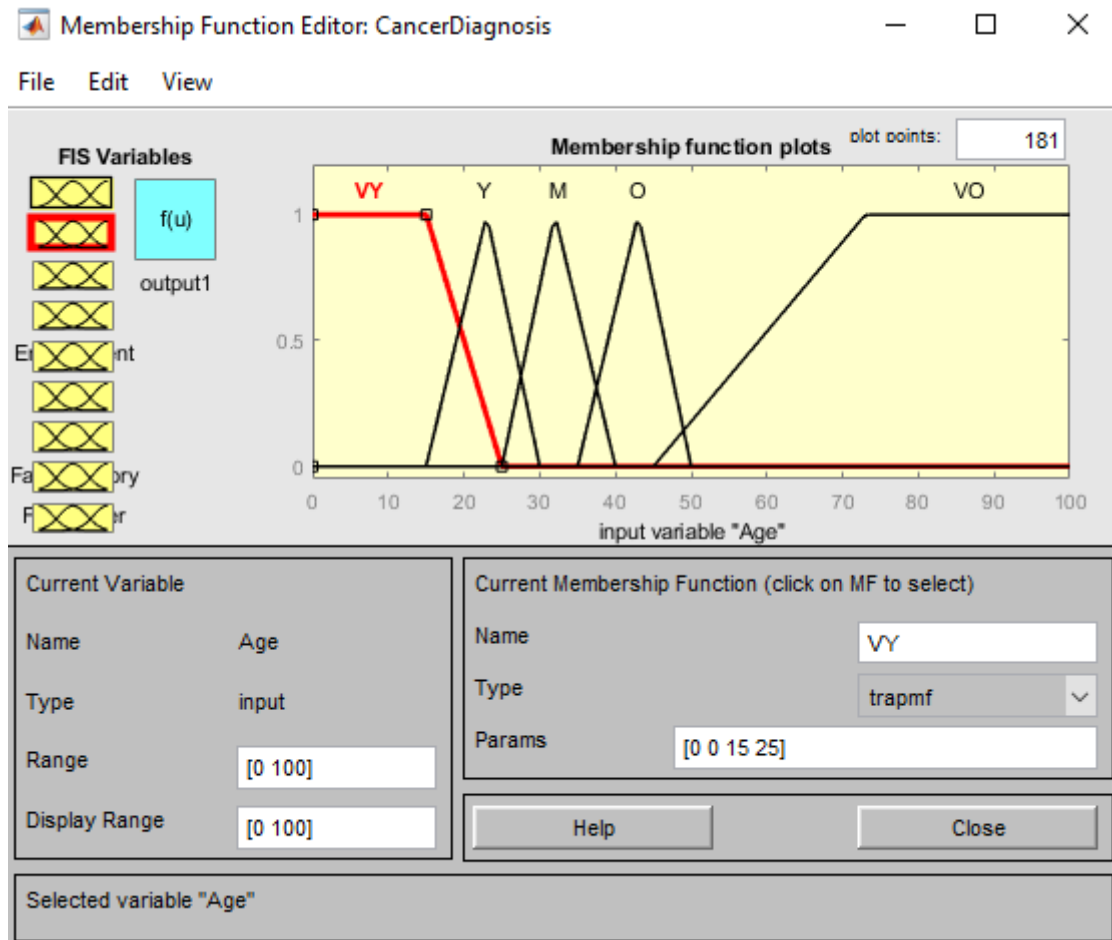 Membership Function Editor: CancerDiagnosis
File Edit View
FIS Variables
f(u)
output1
Membership function plots
plot points:
181
VY Y M O VO
1
0.5
0
0 10 20 30 40 50 60 70 80 90 100
input variable "Age"
Current Variable
Name Age
Type input
Range [0 100]
Display Range [0 100]
Current Membership Function (click on MF to select)
Name VY
Type trapmf
Params [0 0 15 25]
Help Close
Selected variable "Age"